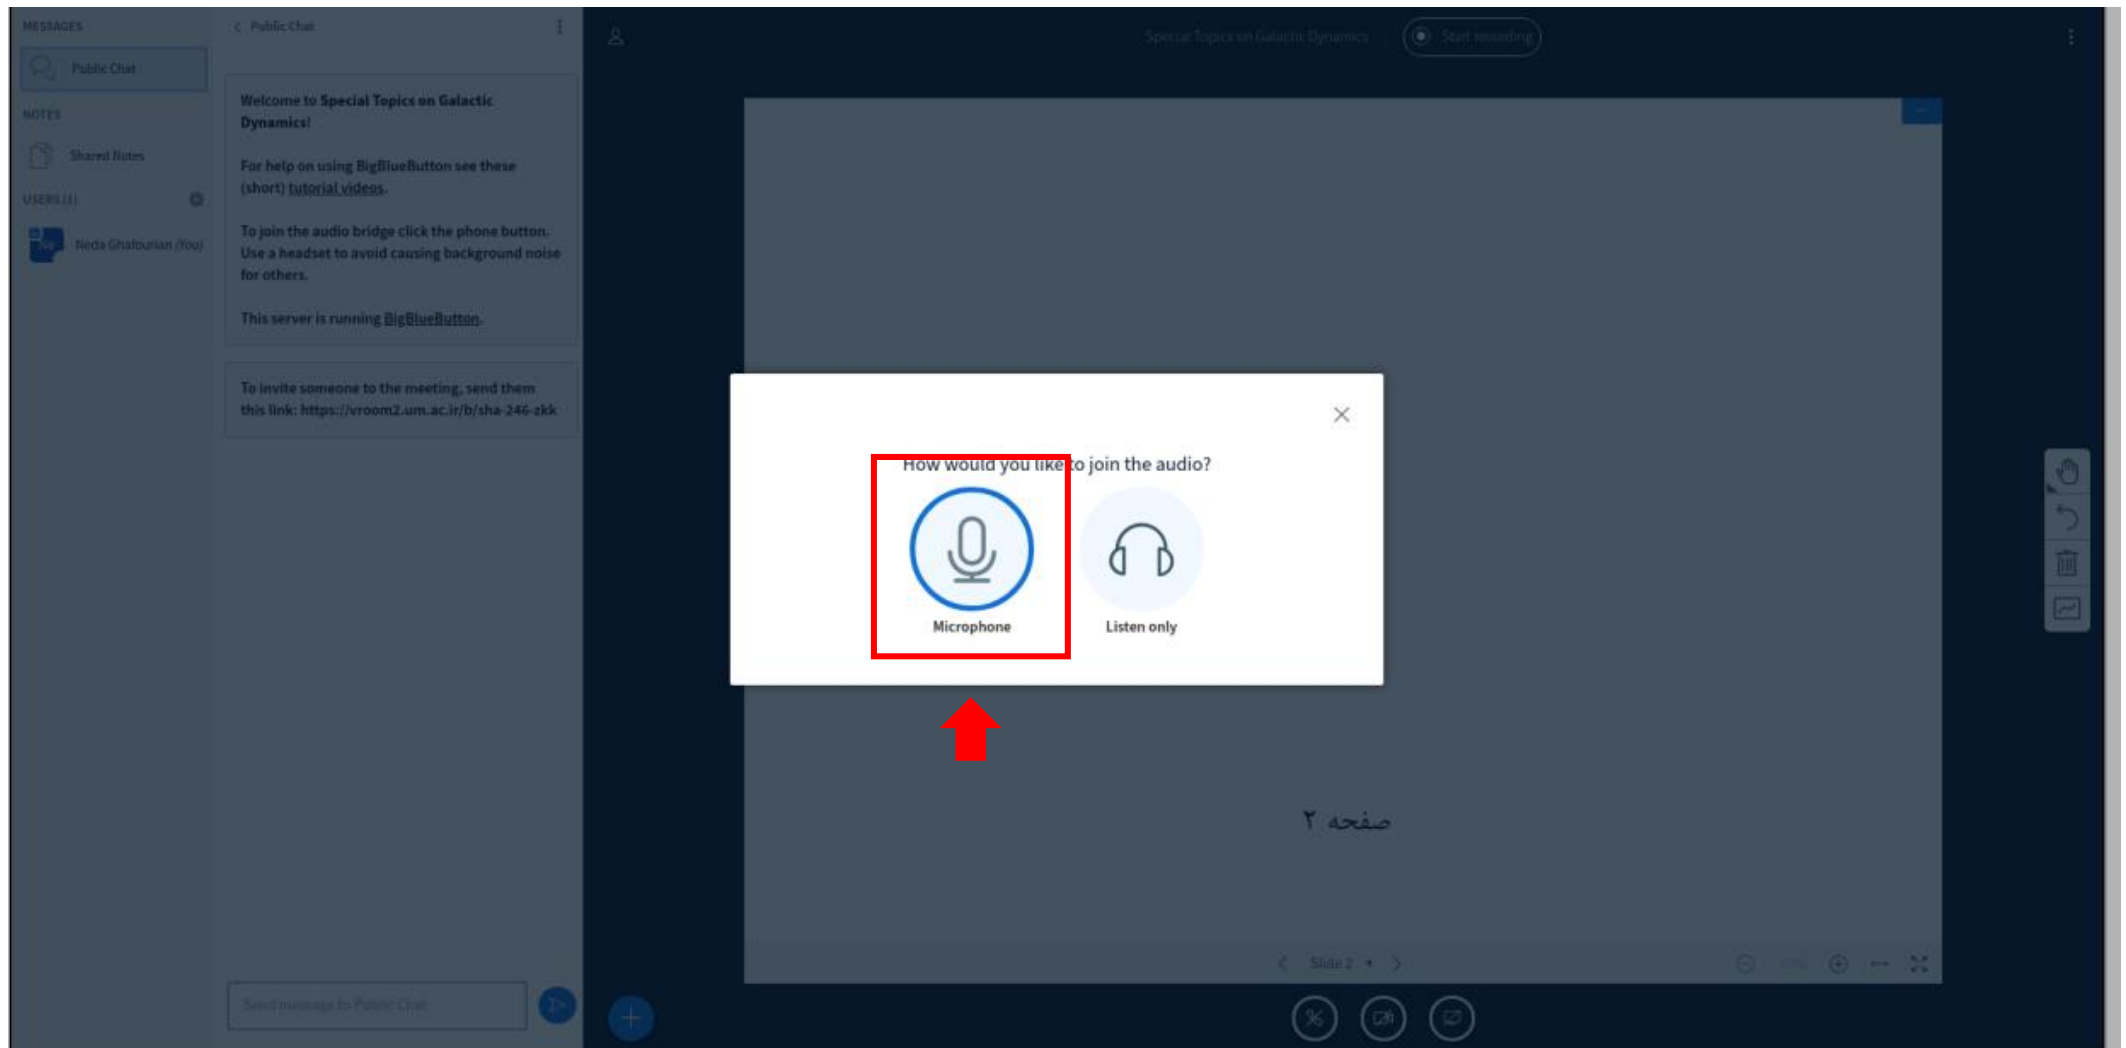 MESSAGES
Public Chat
NOTES
Shared Notes
USERS (1)
Ne
Neda Ghafourian (You)
Public Chat
Welcome to Special Topics on Galactic
Dynamics!
For help on using BigBlueButton see these
(short) tutorial videos.
To join the audio bridge click the phone button.
Use a headset to avoid causing background noise
for others.
This server is running BigBlueButton.
To invite someone to the meeting, send them
this link: https://vroom2.um.ac.ir/b/sha-246-zkk
Send message to Public Chat
Special Topics on Galactic Dynamics
Start recording
How would you like to join the audio?
Microphone
Listen only
صفحه ۲
Slide 2